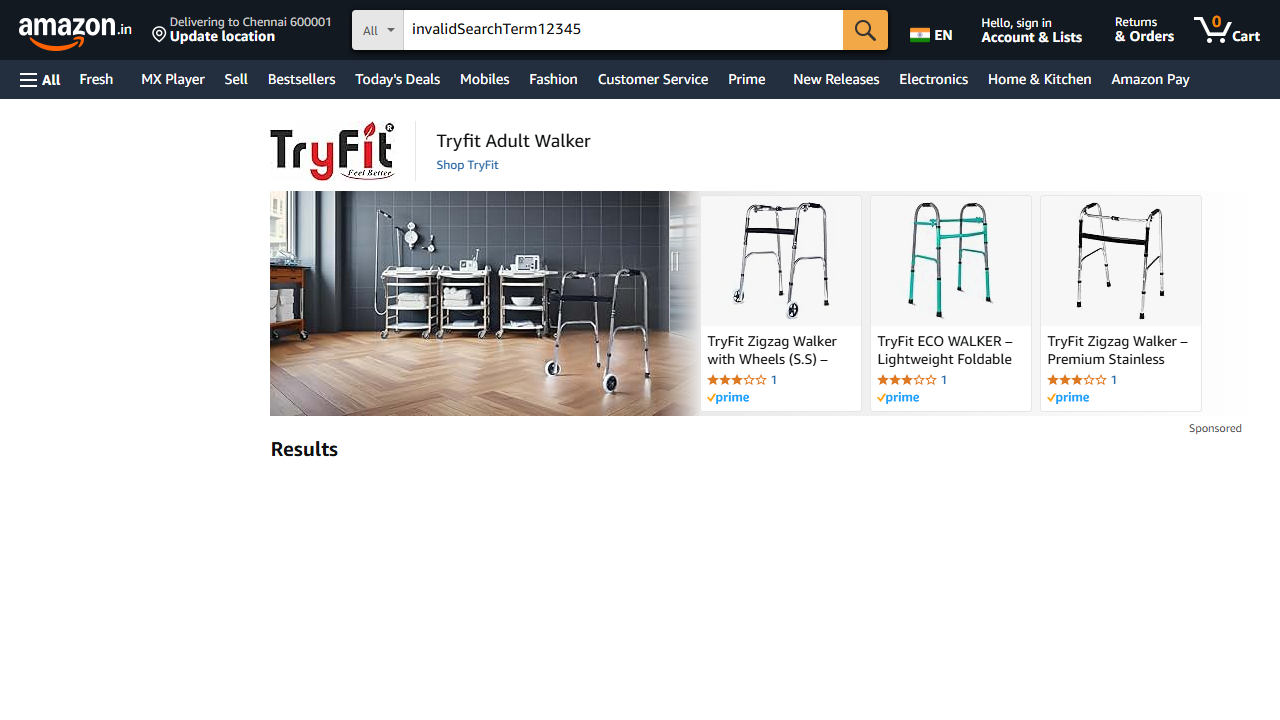 amazon.in
Delivering to Chennai 600001
Update location
All
invalidSearchTerm12345
EN
Hello, sign in
Account & Lists
Returns
& Orders
0
Cart
All
Fresh
MX Player
Sell
Bestsellers
Today's Deals
Mobiles
Fashion
Customer Service
Prime
New Releases
Electronics
Home & Kitchen
Amazon Pay
TryFit®
Feel Better
Tryfit Adult Walker
Shop TryFit
TryFit Zigzag Walker
with Wheels (S.S) –
1
prime
TryFit ECO WALKER –
Lightweight Foldable
1
prime
TryFit Zigzag Walker –
Premium Stainless
1
prime
Sponsored
Results